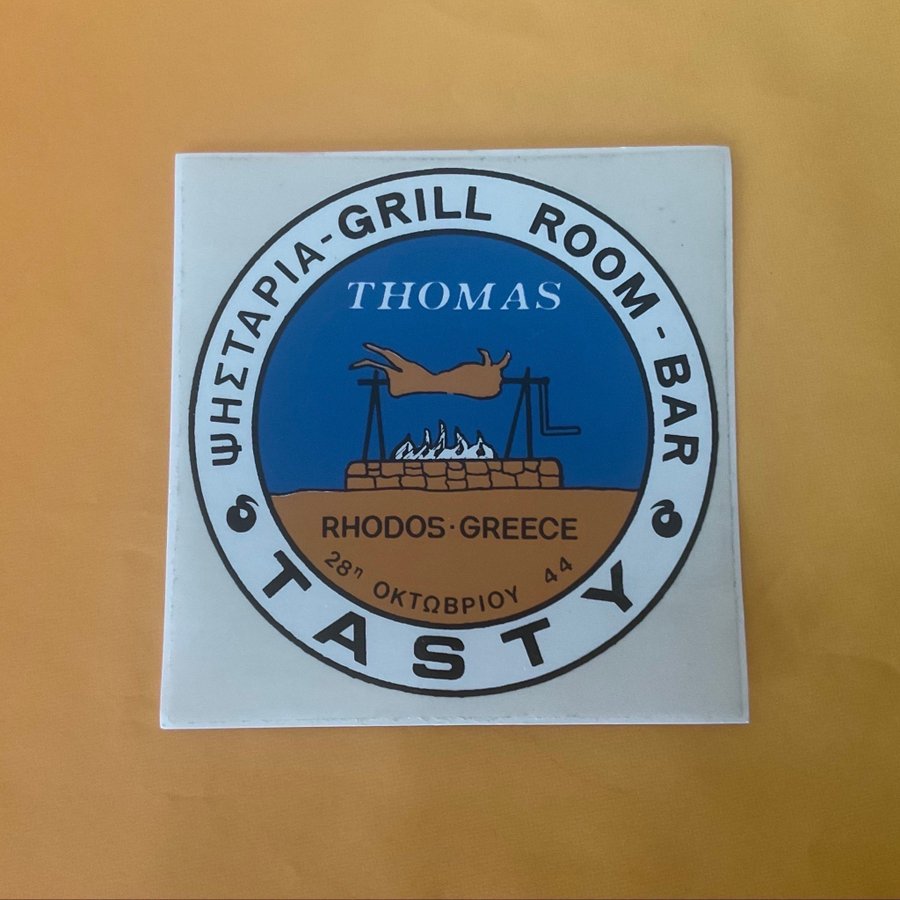 ΨΗΣΤΑΡΙΑ-GRILL ROOM-BAR
THOMAS
RHODOS·GREECE
28η ΟΚΤΩΒΡΙΟΥ 44
TASTY